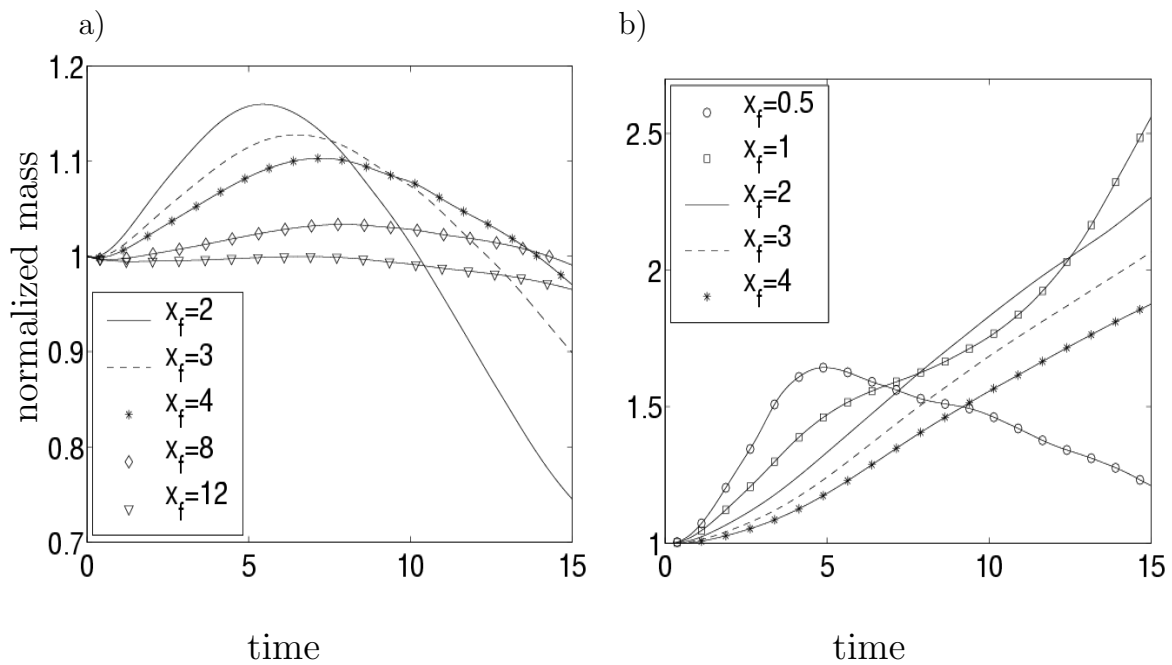 a)
b)
normalized mass
1.2
1.1
1
0.9
0.8
0.7
0
5
10
15
x_f=2
x_f=3
x_f=4
x_f=8
x_f=12
time
2.5
2
1.5
1
0
5
10
15
x_f=0.5
x_f=1
x_f=2
x_f=3
x_f=4
time